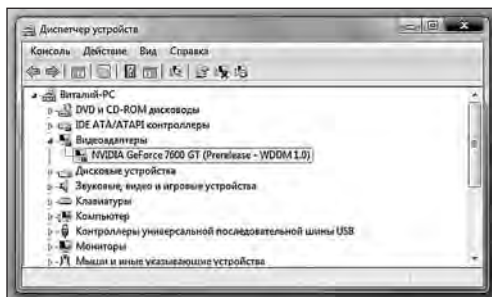 Диспетчер устройств
Консоль Действие Вид Справка
Виталий-PC
DVD и CD-ROM дисководы
IDE ATA/ATAPI контроллеры
Видеоадаптеры
NVIDIA GeForce 7600 GT (Prerelease - WDDM 1.0)
Дисковые устройства
Звуковые, видео и игровые устройства
Клавиатуры
Компьютер
Контроллеры универсальной последовательной шины USB
Мониторы
Мыши и иные указывающие устройства